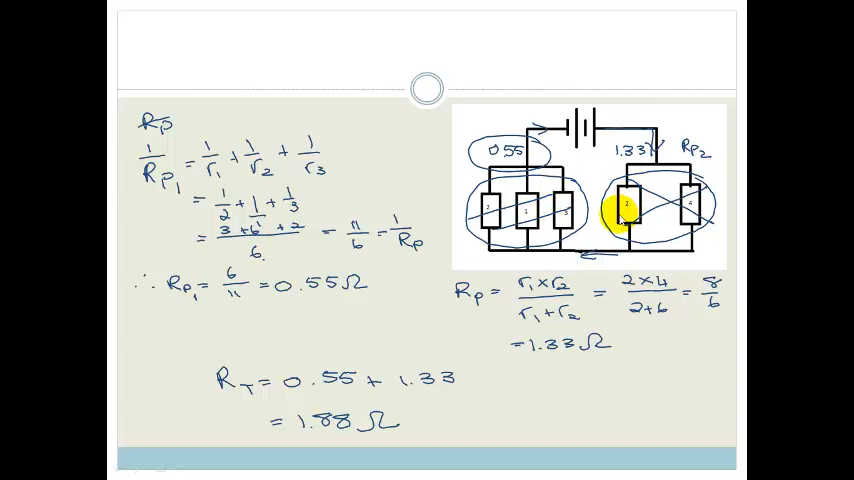 Rp
1/Rp1 = 1/r1 + 1/r2 + 1/r3
= 1/2 + 1/1 + 1/3
= 3 + 6 + 2 / 6 = 11/6 = 1/Rp
∴ Rp1 = 6/11 = 0.55Ω
0.55
1.33
Rp2
2
1
3
2
4
Rp = r1 × r2 / r1 + r2 = 2 × 4 / 2 + 6 = 8/6
= 1.33 Ω
RT = 0.55 + 1.33
= 1.88 Ω